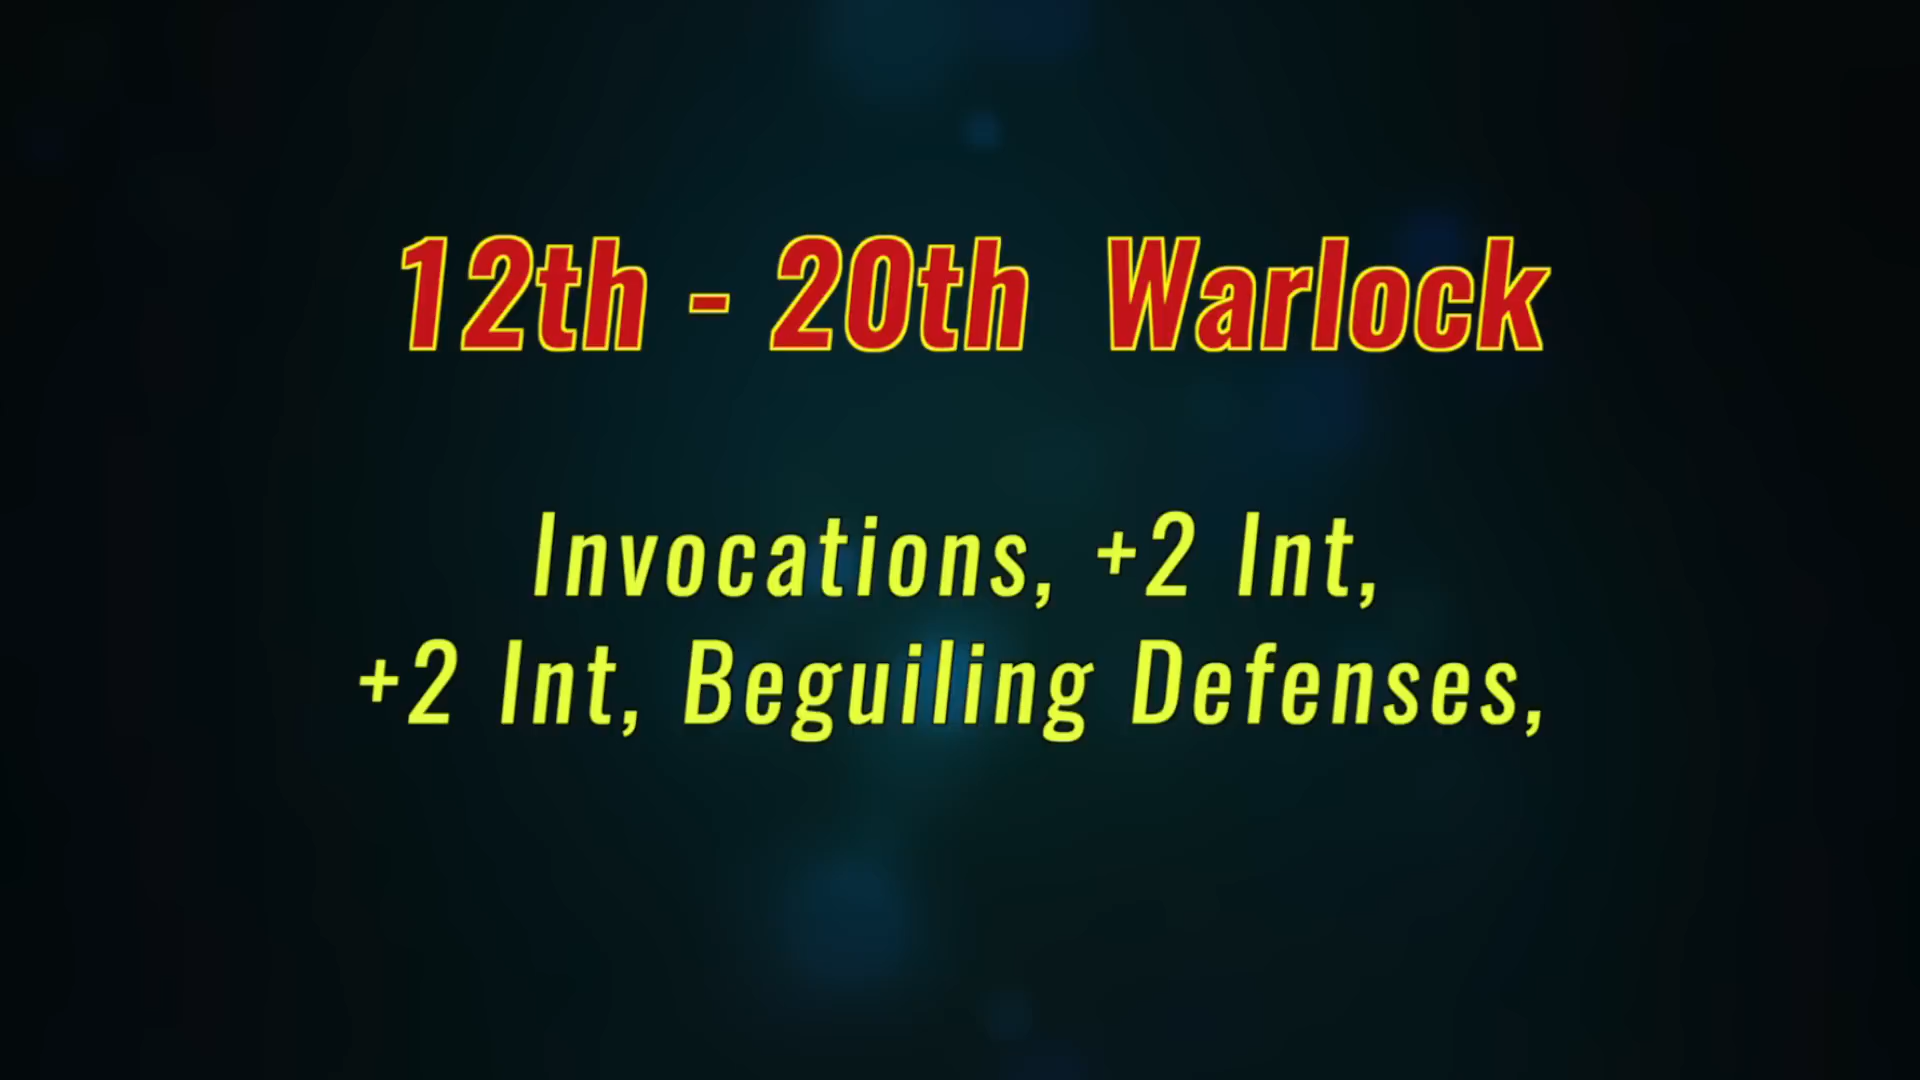 12th - 20th Warlock
Invocations, +2 Int,
+2 Int, Beguiling Defenses,